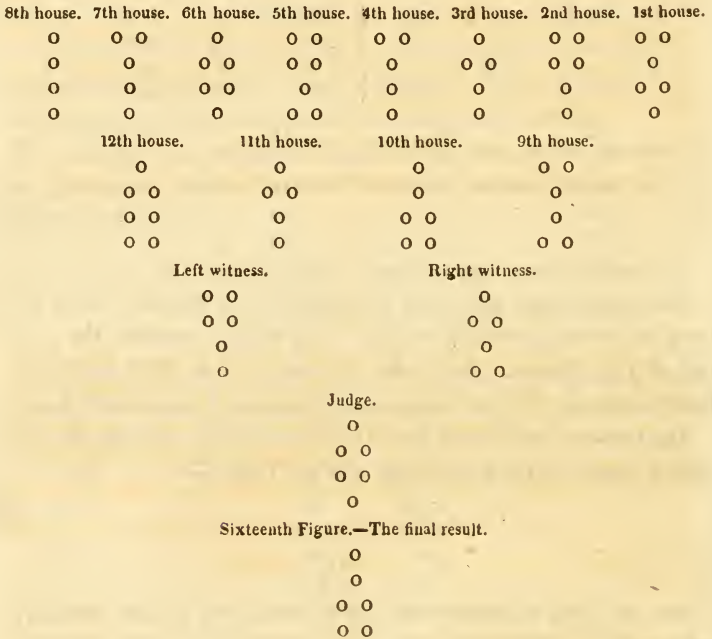 8th house. 7th house. 6th house. 5th house. 4th house. 3rd house. 2nd house. 1st house.
o o o o o o o o o o o o
o o o o o o o o o o o o
o o o o o o o o o o
o o o o o o o o o
12th house. 11th house. 10th house. 9th house.
o o o o o
o o o o o o
o o o o o o
o o o o o o o
Left witness. Right witness.
o o o
o o o o
o o
o o o
Judge.
o
o o
o o
o
Sixteenth Figure.—The final result.
o
o
o o
o o